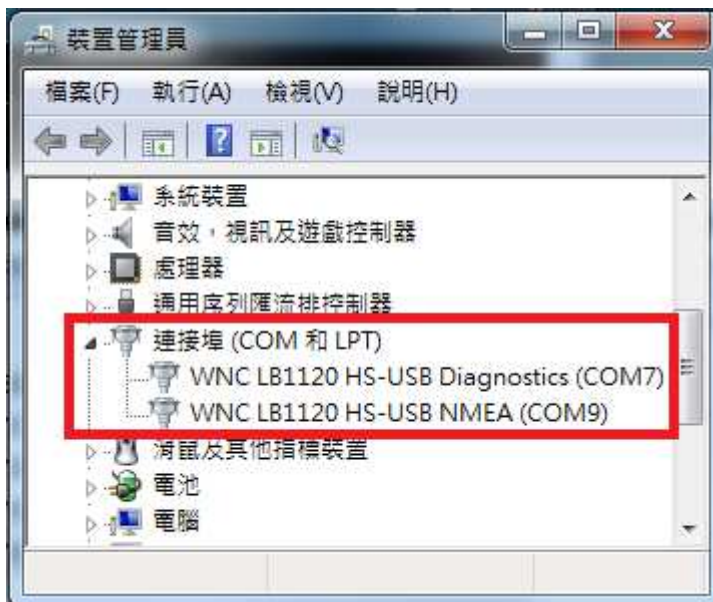 裝置管理員
檔案(F) 執行(A) 檢視(V) 說明(H)
系統裝置
音效，視訊及遊戲控制器
處理器
通用序列匯流排控制器
連接埠 (COM 和 LPT)
WNC LB1120 HS-USB Diagnostics (COM7)
WNC LB1120 HS-USB NMEA (COM9)
滑鼠及其他指標裝置
電池
電腦